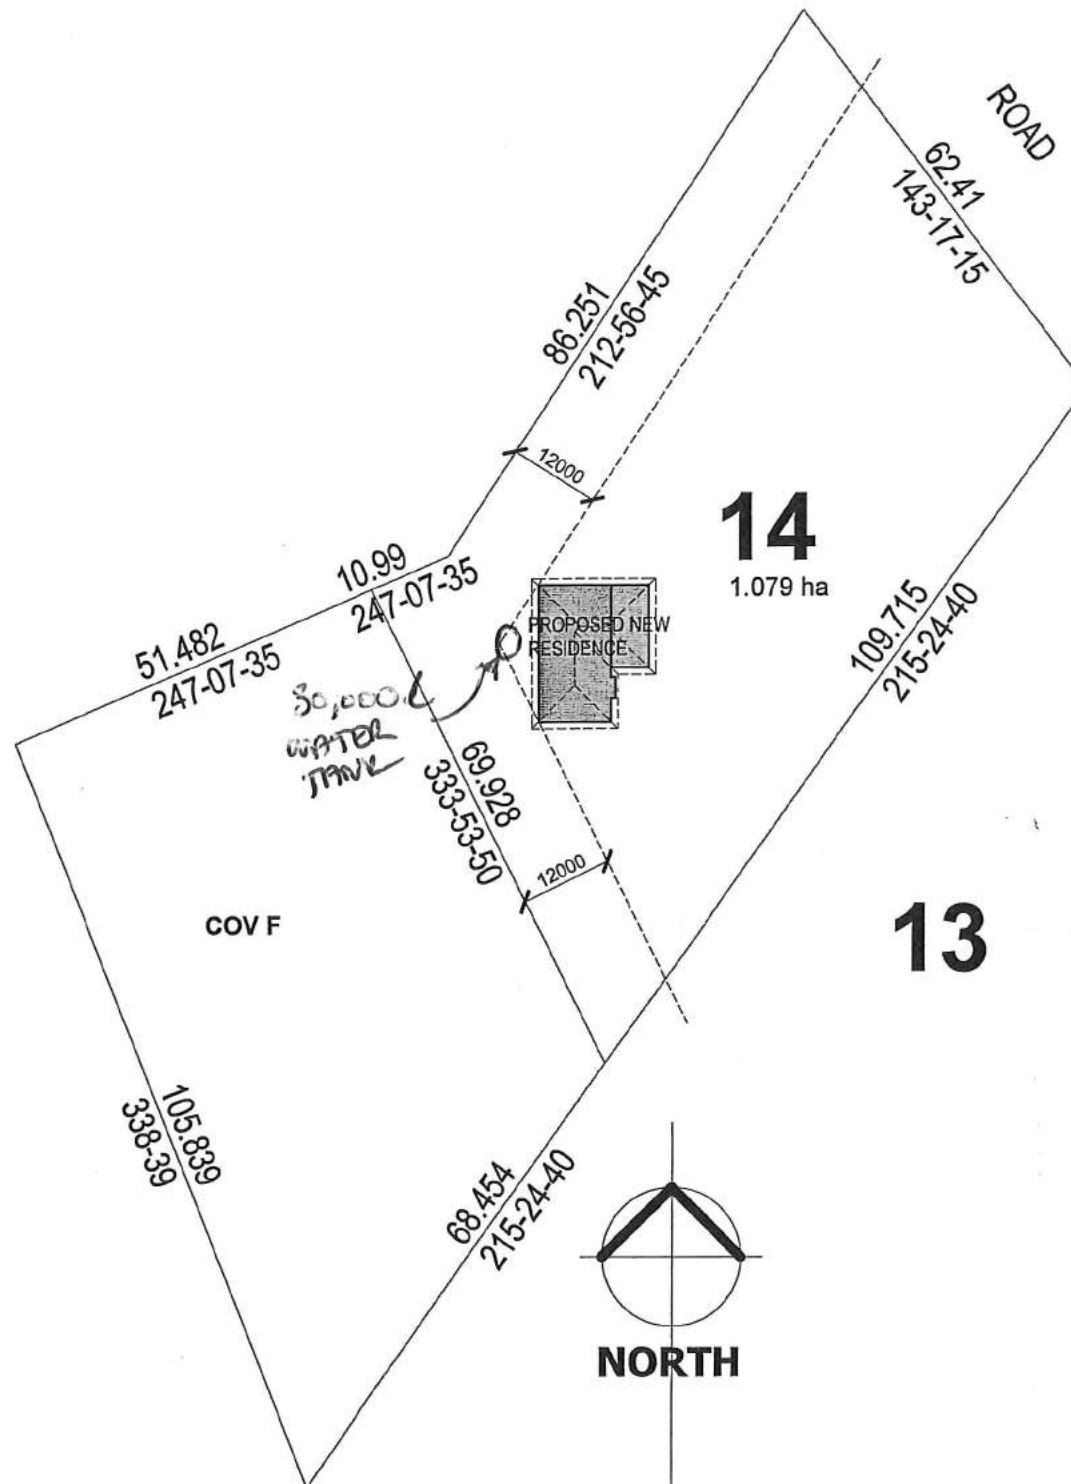 ROAD
62.41
143-17-15
86.251
212-56-45
12000
14
1.079 ha
10.99
247-07-35
51.482
247-07-35
PROPOSED NEW
RESIDENCE
109.715
215-24-40
80,000 L
WATER
TANK
69.928
333-53-50
12000
COV F
13
105.839
338-39
68.454
215-24-40
NORTH